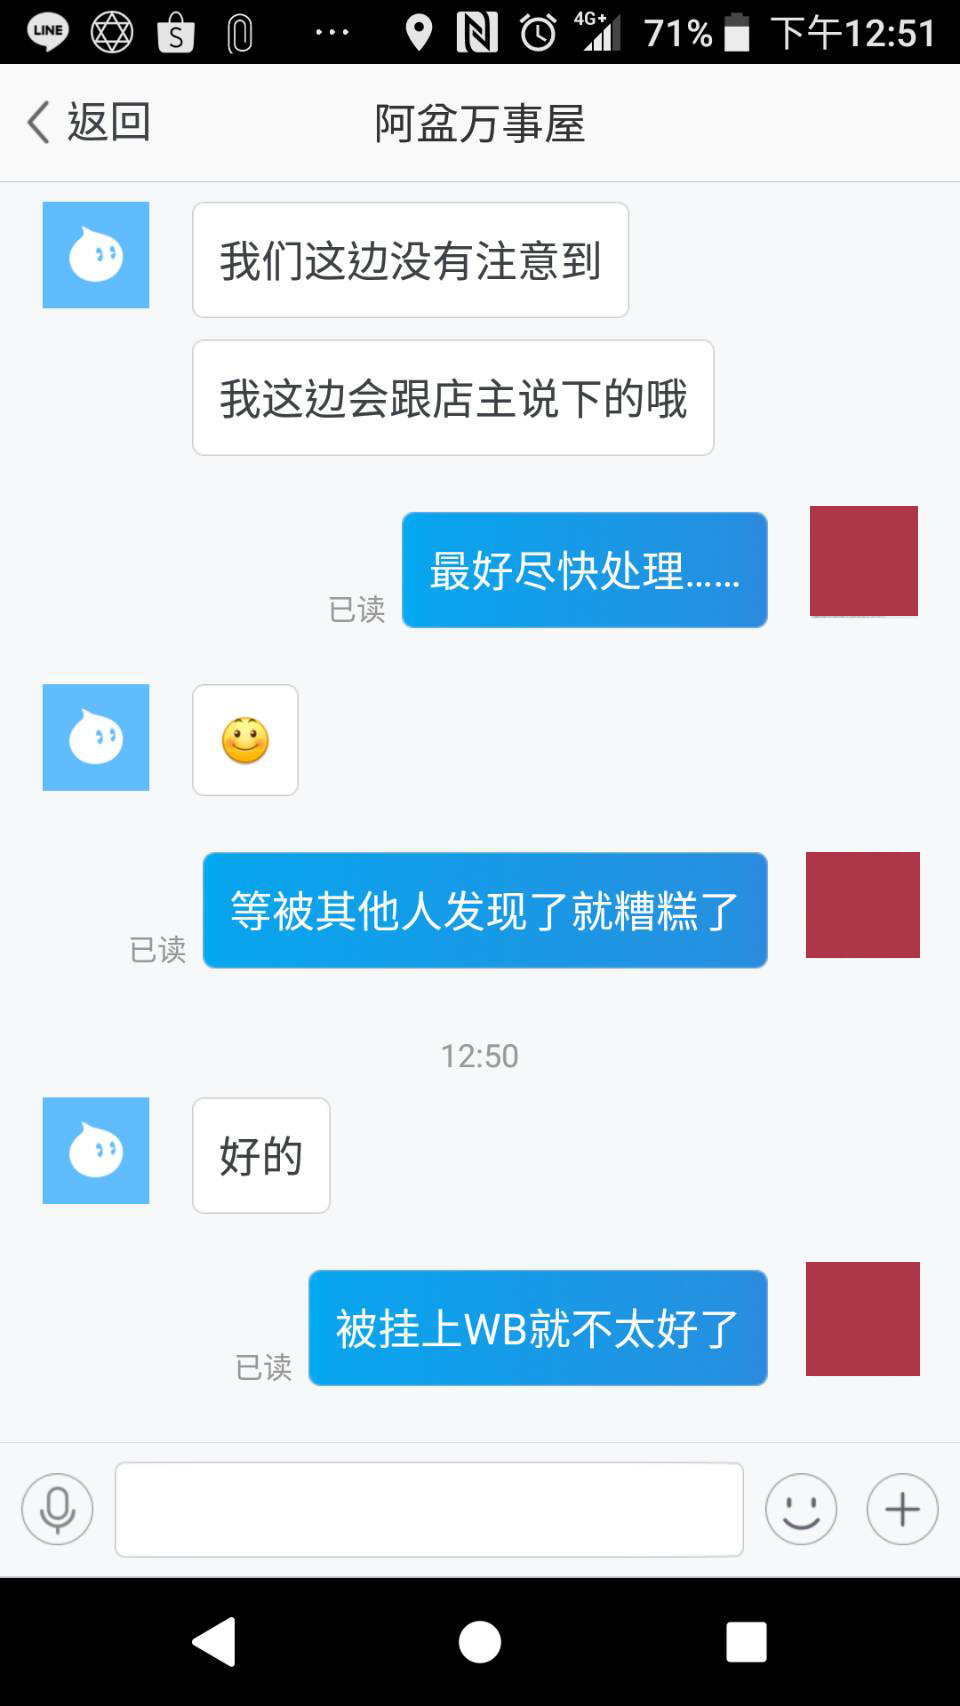 LINE
S
4G+
71%
下午12:51
返回
阿盆万事屋
我们这边没有注意到
我这边会跟店主说下的哦
最好尽快处理......
已读
等被其他人发现了就糟糕了
已读
12:50
好的
被挂上WB就不太好了
已读